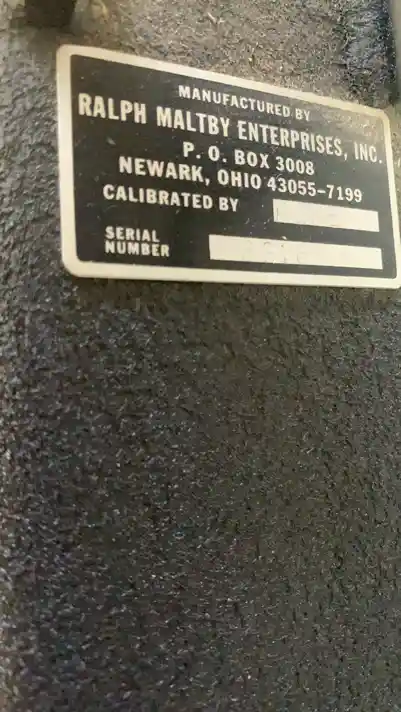 MANUFACTURED BY
RALPH MALTBY ENTERPRISES, INC.
P. O. BOX 3008
NEWARK, OHIO 43055-7199
CALIBRATED BY
SERIAL
NUMBER